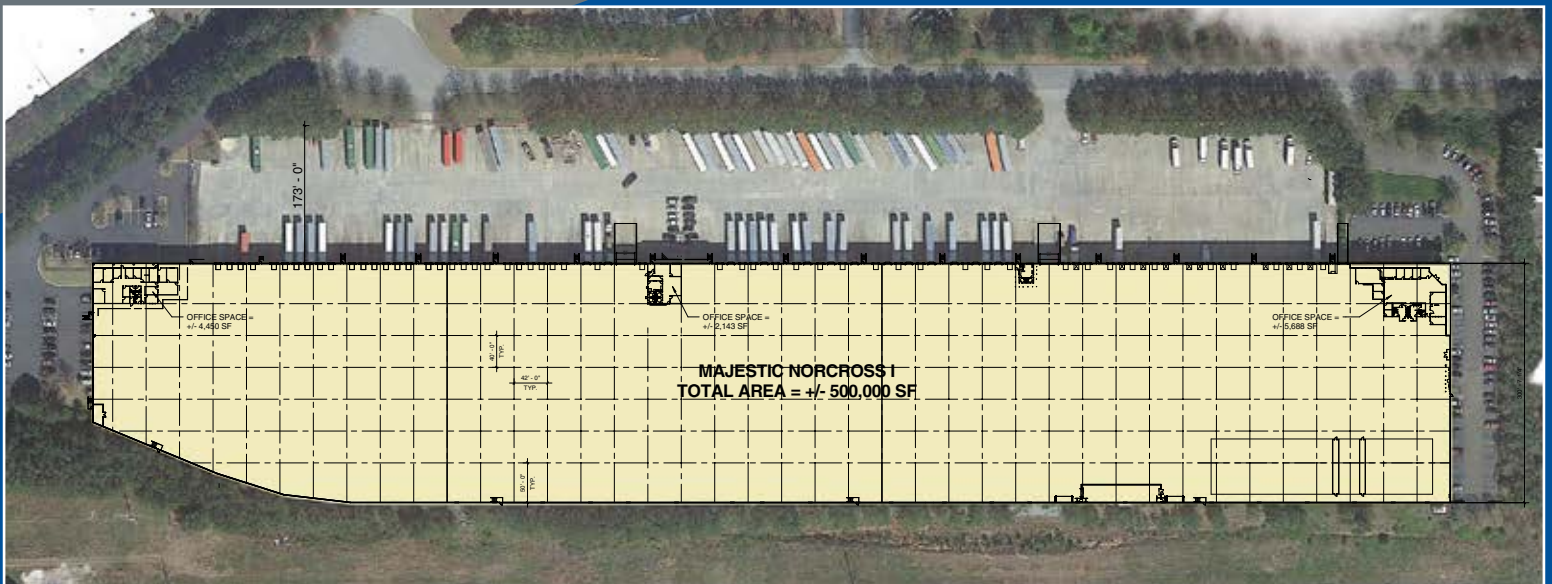 173' - 0"
OFFICE SPACE =
+/- 4,450 SF
OFFICE SPACE =
+/- 2,143 SF
OFFICE SPACE =
+/- 5,688 SF
40' - 0"
TYP.
42' - 0"
TYP.
MAJESTIC NORCROSS I
TOTAL AREA = +/- 500,000 SF
50' - 0"
TYP.